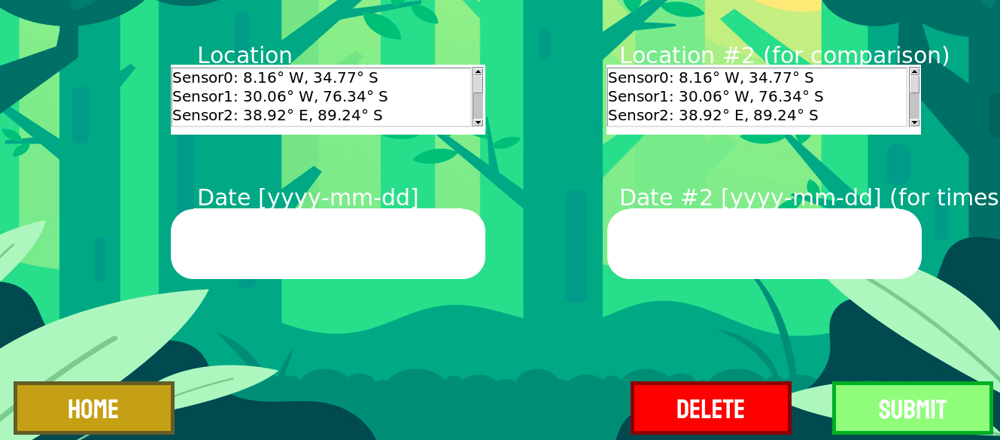 Location
Sensor0: 8.16° W, 34.77° S
Sensor1: 30.06° W, 76.34° S
Sensor2: 38.92° E, 89.24° S
Location #2 (for comparison)
Sensor0: 8.16° W, 34.77° S
Sensor1: 30.06° W, 76.34° S
Sensor2: 38.92° E, 89.24° S
Date [yyyy-mm-dd]
Date #2 [yyyy-mm-dd] (for times
HOME
DELETE
SUBMIT